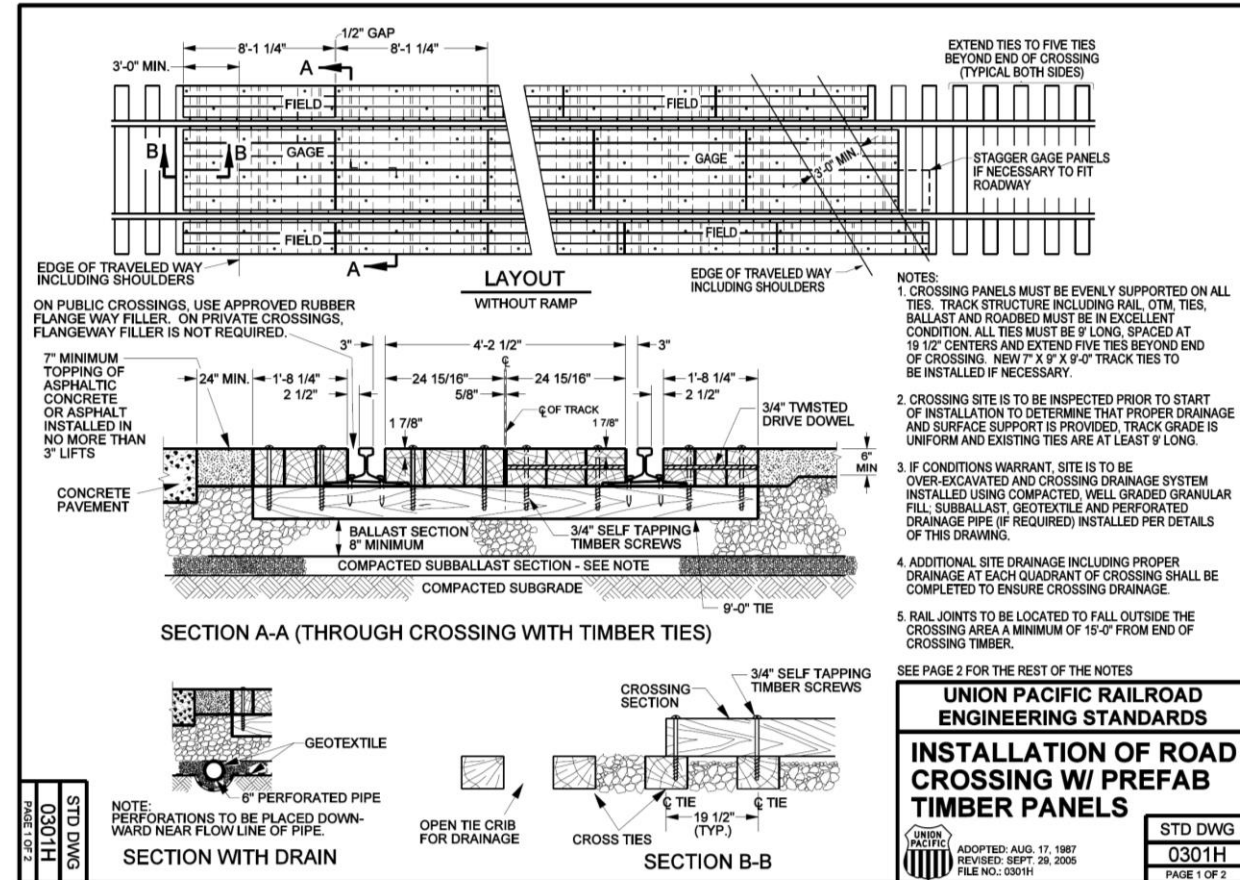 1/2" GAP
8'-1 1/4"
8'-1 1/4"
3'-0" MIN.
A
EXTEND TIES TO FIVE TIES
BEYOND END OF CROSSING
(TYPICAL BOTH SIDES)
FIELD
FIELD
B
B
GAGE
GAGE
3'-0" MIN.
STAGGER GAGE PANELS
IF NECESSARY TO FIT
ROADWAY
FIELD
FIELD
A
EDGE OF TRAVELED WAY
INCLUDING SHOULDERS
LAYOUT
WITHOUT RAMP
EDGE OF TRAVELED WAY
INCLUDING SHOULDERS
ON PUBLIC CROSSINGS, USE APPROVED RUBBER
FLANGE WAY FILLER. ON PRIVATE CROSSINGS,
FLANGEWAY FILLER IS NOT REQUIRED.
7" MINIMUM
TOPPING OF
ASPHALTIC
CONCRETE
OR ASPHALT
INSTALLED IN
NO MORE THAN
3" LIFTS
CONCRETE
PAVEMENT
3"
4'-2 1/2"
3"
24" MIN.
1'-8 1/4"
24 15/16"
24 15/16"
1'-8 1/4"
2 1/2"
5/8"
2 1/2"
℄
℄ OF TRACK
1 7/8"
1 7/8"
3/4" TWISTED
DRIVE DOWEL
6"
MIN
BALLAST SECTION
8" MINIMUM
3/4" SELF TAPPING
TIMBER SCREWS
COMPACTED SUBBALLAST SECTION - SEE NOTE
COMPACTED SUBGRADE
9'-0" TIE
SECTION A-A (THROUGH CROSSING WITH TIMBER TIES)
GEOTEXTILE
6" PERFORATED PIPE
NOTE:
PERFORATIONS TO BE PLACED DOWN-
WARD NEAR FLOW LINE OF PIPE.
SECTION WITH DRAIN
CROSSING
SECTION
3/4" SELF TAPPING
TIMBER SCREWS
OPEN TIE CRIB
FOR DRAINAGE
CROSS TIES
℄ TIE
℄ TIE
19 1/2"
(TYP.)
SECTION B-B
NOTES:
1. CROSSING PANELS MUST BE EVENLY SUPPORTED ON ALL
TIES. TRACK STRUCTURE INCLUDING RAIL, OTM, TIES,
BALLAST AND ROADBED MUST BE IN EXCELLENT
CONDITION. ALL TIES MUST BE 9' LONG, SPACED AT
19 1/2" CENTERS AND EXTEND FIVE TIES BEYOND END
OF CROSSING. NEW 7" X 9" X 9'-0" TRACK TIES TO
BE INSTALLED IF NECESSARY.
2. CROSSING SITE IS TO BE INSPECTED PRIOR TO START
OF INSTALLATION TO DETERMINE THAT PROPER DRAINAGE
AND SURFACE SUPPORT IS PROVIDED, TRACK GRADE IS
UNIFORM AND EXISTING TIES ARE AT LEAST 9' LONG.
3. IF CONDITIONS WARRANT, SITE IS TO BE
OVER-EXCAVATED AND CROSSING DRAINAGE SYSTEM
INSTALLED USING COMPACTED, WELL GRADED GRANULAR
FILL; SUBBALLAST, GEOTEXTILE AND PERFORATED
DRAINAGE PIPE (IF REQUIRED) INSTALLED PER DETAILS
OF THIS DRAWING.
4. ADDITIONAL SITE DRAINAGE INCLUDING PROPER
DRAINAGE AT EACH QUADRANT OF CROSSING SHALL BE
COMPLETED TO ENSURE CROSSING DRAINAGE.
5. RAIL JOINTS TO BE LOCATED TO FALL OUTSIDE THE
CROSSING AREA A MINIMUM OF 15'-0" FROM END OF
CROSSING TIMBER.
SEE PAGE 2 FOR THE REST OF THE NOTES
UNION PACIFIC RAILROAD
ENGINEERING STANDARDS
INSTALLATION OF ROAD
CROSSING W/ PREFAB
TIMBER PANELS
UNION
PACIFIC
ADOPTED: AUG. 17, 1987
REVISED: SEPT. 29, 2005
FILE NO.: 0301H
STD DWG
0301H
PAGE 1 OF 2
STD DWG
0301H
PAGE 1 OF 2